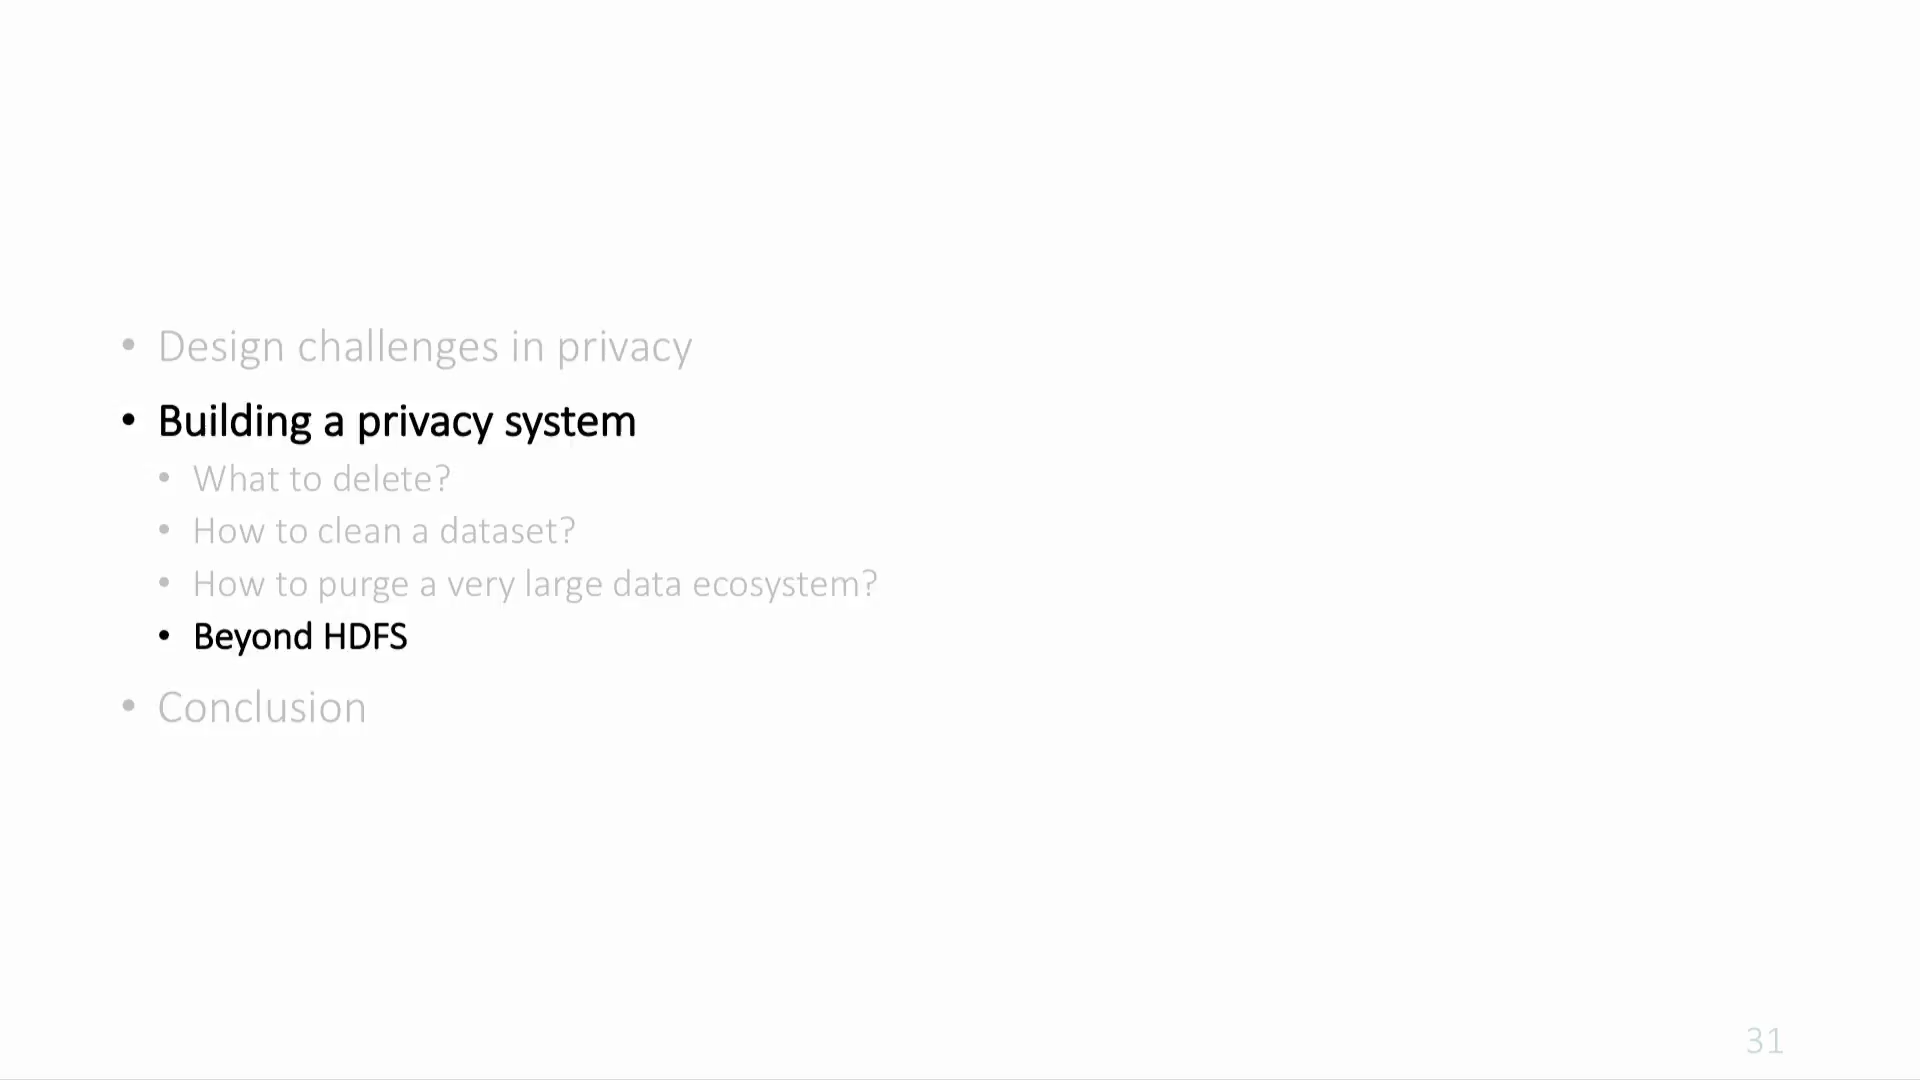 • Design challenges in privacy
• Building a privacy system
• What to delete?
• How to clean a dataset?
• How to purge a very large data ecosystem?
• Beyond HDFS
• Conclusion
31